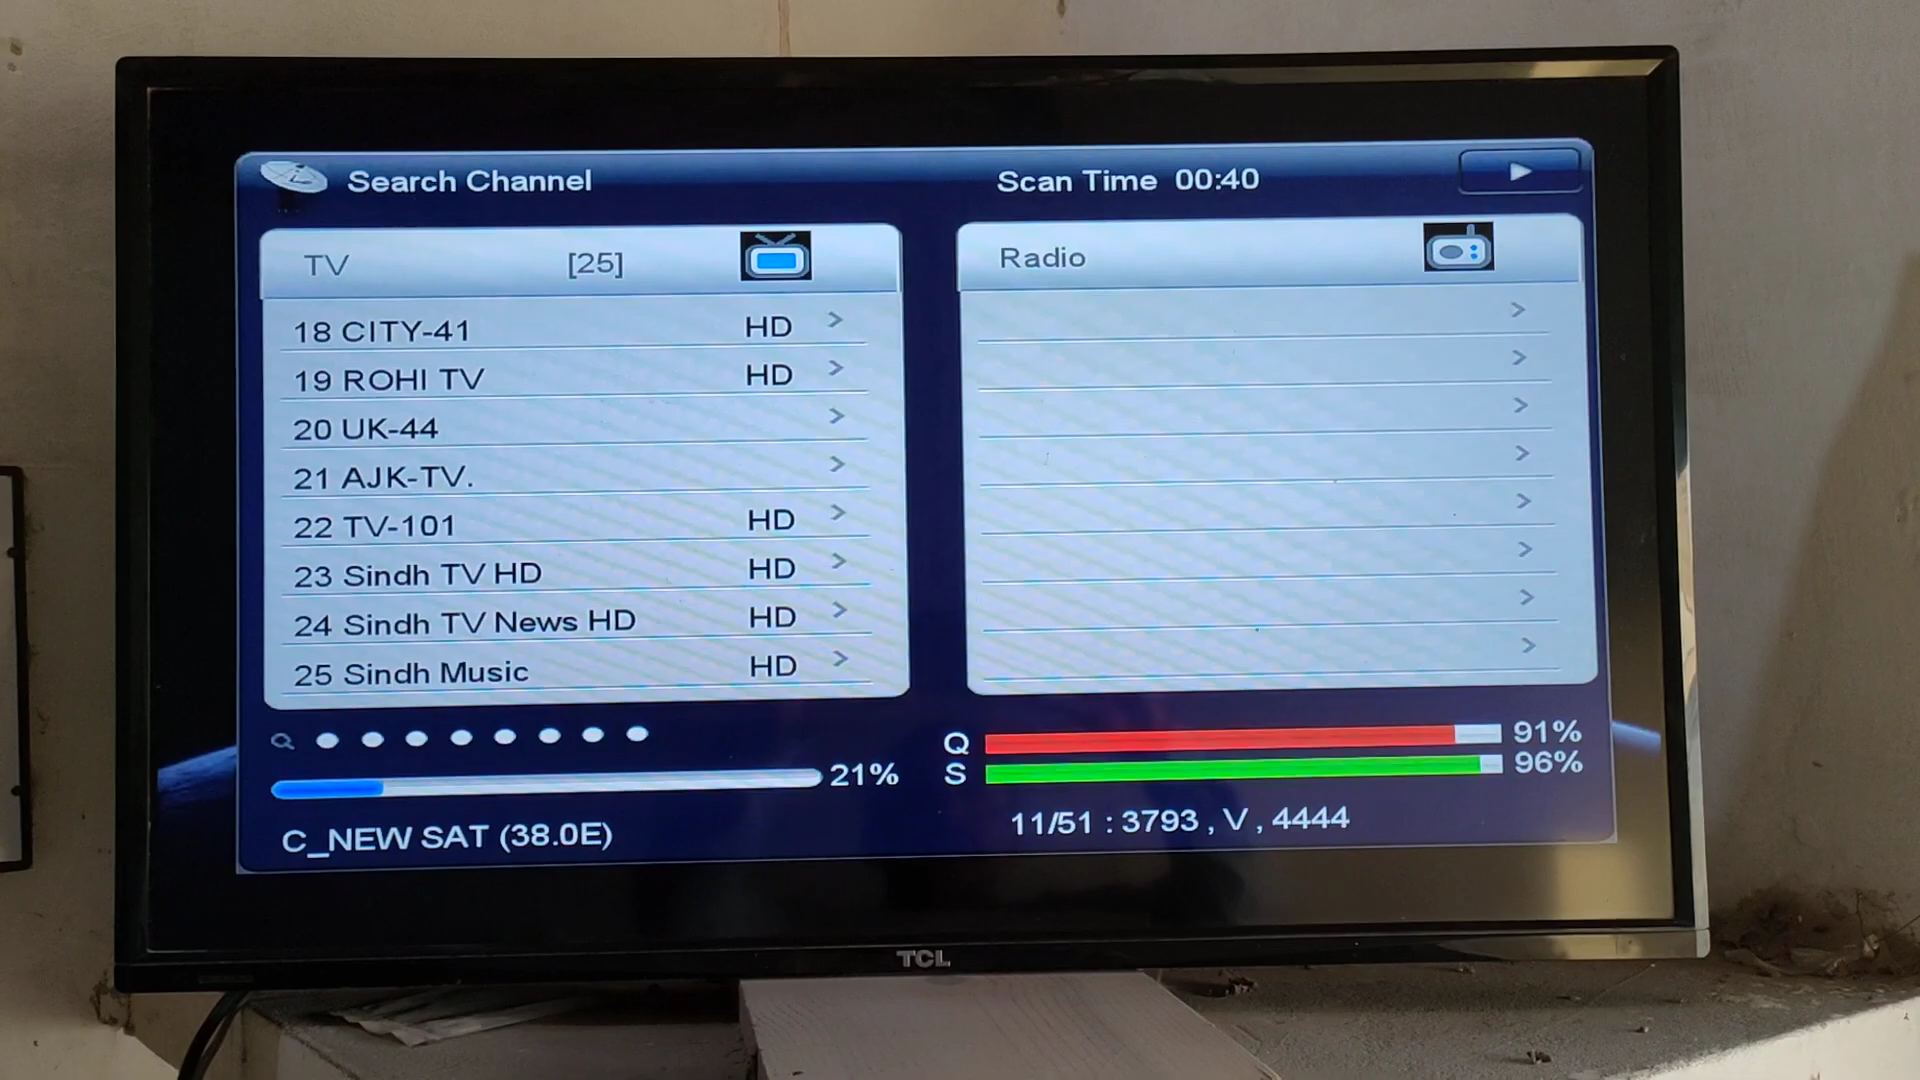 Search Channel
Scan Time 00:40
TV [25]
18 CITY-41 HD >
19 ROHI TV HD >
20 UK-44 >
21 AJK-TV. >
22 TV-101 HD >
23 Sindh TV HD HD >
24 Sindh TV News HD HD >
25 Sindh Music HD >
Radio
21%
C_NEW SAT (38.0E)
Q 91%
S 96%
11/51 : 3793 , V , 4444
TCL